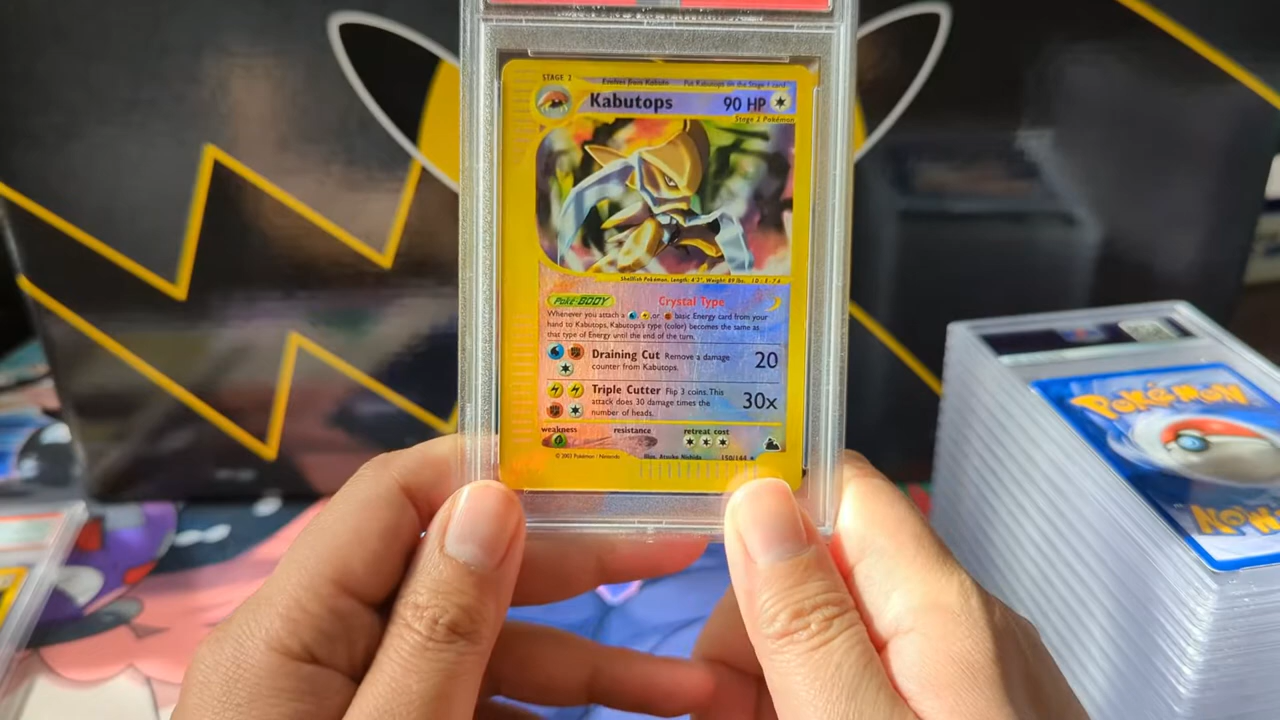 STAGE 2 Evolves from Kabuto Put Kabutops on the Stage 1 card
Kabutops 90 HP
Stage 2 Pokémon
Shellfish Pokémon. Length: 4'3", Weight: 89 lbs.
Poké-BODY Crystal Type
Whenever you attach a or basic Energy card from your
hand to Kabutops, Kabutops's type (color) becomes the same as
that type of Energy until the end of the turn.
Draining Cut Remove a damage 20
counter from Kabutops.
Triple Cutter Flip 3 coins. This
attack does 30 damage times the 30x
number of heads.
weakness resistance retreat cost
© 2003 Pokémon / Nintendo Illus. Atsuko Nishida 150/144
POKéMON